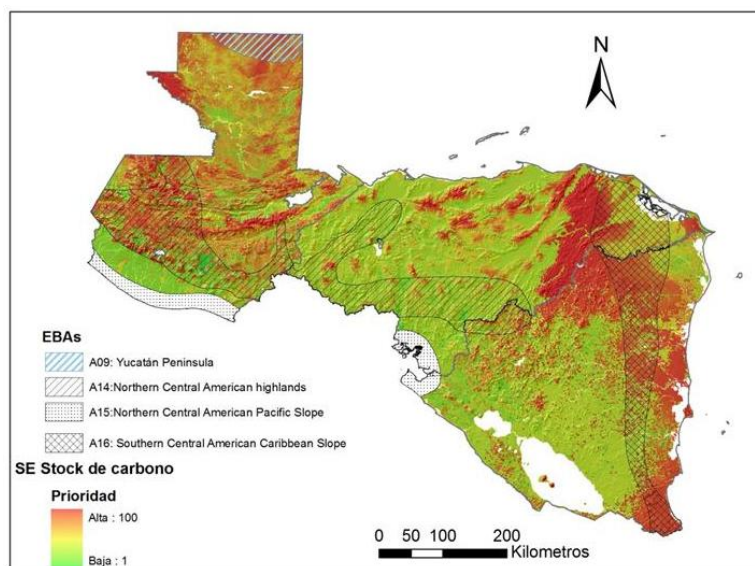 N
EBAs
A09: Yucatán Peninsula
A14:Northern Central American highlands
A15:Northern Central American Pacific Slope
A16: Southern Central American Caribbean Slope
SE Stock de carbono
Prioridad
Alta : 100
Baja : 1
0 50 100 200
Kilometros